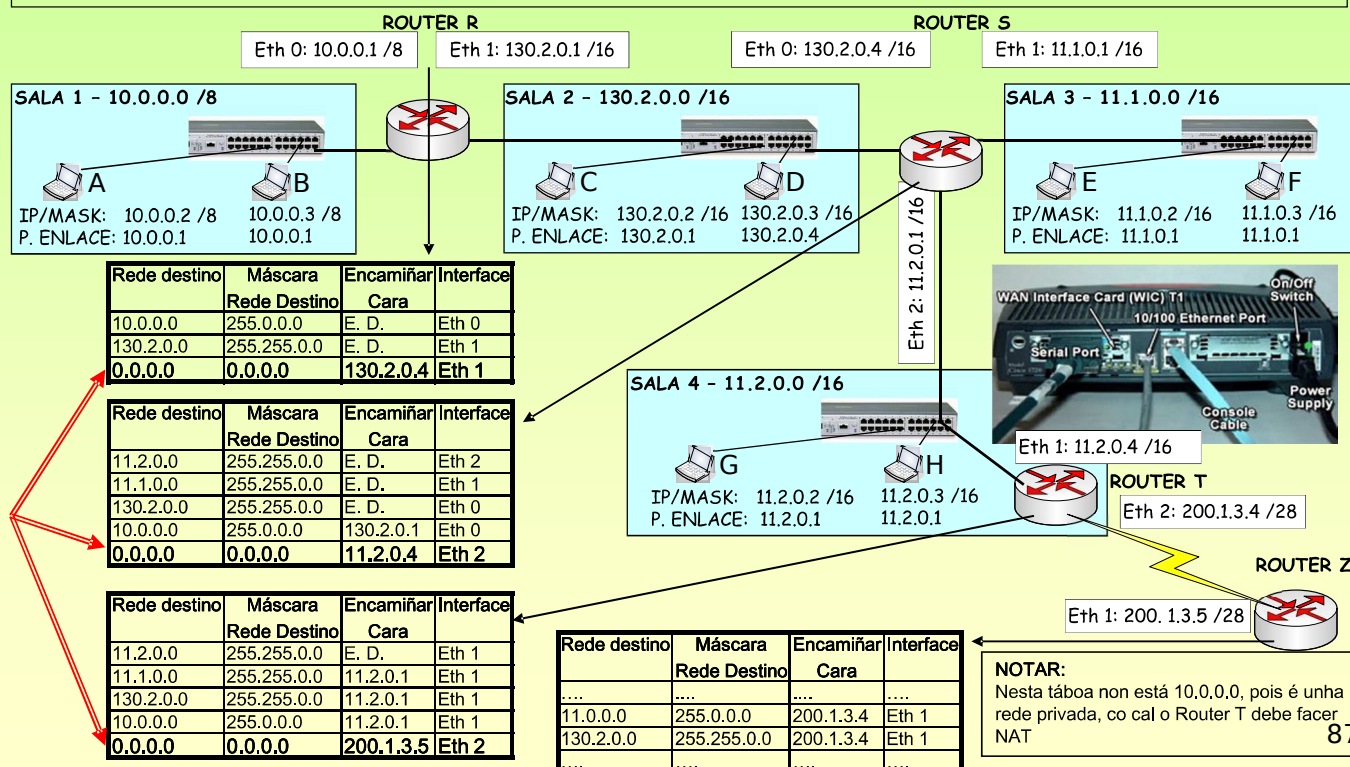 ROUTER R
ROUTER S
Eth 0: 10.0.0.1 /8
Eth 1: 130.2.0.1 /16
Eth 0: 130.2.0.4 /16
Eth 1: 11.1.0.1 /16
SALA 1 - 10.0.0.0 /8
A
B
IP/MASK: 10.0.0.2 /8 10.0.0.3 /8
P. ENLACE: 10.0.0.1 10.0.0.1
SALA 2 - 130.2.0.0 /16
C
D
IP/MASK: 130.2.0.2 /16 130.2.0.3 /16
P. ENLACE: 130.2.0.1 130.2.0.4
SALA 3 - 11.1.0.0 /16
E
F
IP/MASK: 11.1.0.2 /16 11.1.0.3 /16
P. ENLACE: 11.1.0.1 11.1.0.1
Eth 2: 11.2.0.1 /16
Rede destino Máscara Encamiñar Interface
Rede Destino Cara
10.0.0.0 255.0.0.0 E. D. Eth 0
130.2.0.0 255.255.0.0 E. D. Eth 1
0.0.0.0 0.0.0.0 130.2.0.4 Eth 1
WAN Interface Card (WIC) T1
On/Off
Switch
10/100 Ethernet Port
Serial Port
Console
Cable
Power
Supply
Rede destino Máscara Encamiñar Interface
Rede Destino Cara
11.2.0.0 255.255.0.0 E. D. Eth 2
11.1.0.0 255.255.0.0 E. D. Eth 1
130.2.0.0 255.255.0.0 E. D. Eth 0
10.0.0.0 255.0.0.0 130.2.0.1 Eth 0
0.0.0.0 0.0.0.0 11.2.0.4 Eth 2
SALA 4 - 11.2.0.0 /16
G
H
IP/MASK: 11.2.0.2 /16 11.2.0.3 /16
P. ENLACE: 11.2.0.1 11.2.0.1
Eth 1: 11.2.0.4 /16
ROUTER T
Eth 2: 200.1.3.4 /28
ROUTER Z
Eth 1: 200. 1.3.5 /28
Rede destino Máscara Encamiñar Interface
Rede Destino Cara
11.2.0.0 255.255.0.0 E. D. Eth 1
11.1.0.0 255.255.0.0 11.2.0.1 Eth 1
130.2.0.0 255.255.0.0 11.2.0.1 Eth 1
10.0.0.0 255.0.0.0 11.2.0.1 Eth 1
0.0.0.0 0.0.0.0 200.1.3.5 Eth 2
Rede destino Máscara Encamiñar Interface
Rede Destino Cara
.... .... .... ....
11.0.0.0 255.0.0.0 200.1.3.4 Eth 1
130.2.0.0 255.255.0.0 200.1.3.4 Eth 1
.... .... .... ....
NOTAR:
Nesta táboa non está 10.0.0.0, pois é unha
rede privada, co cal o Router T debe facer
NAT
87